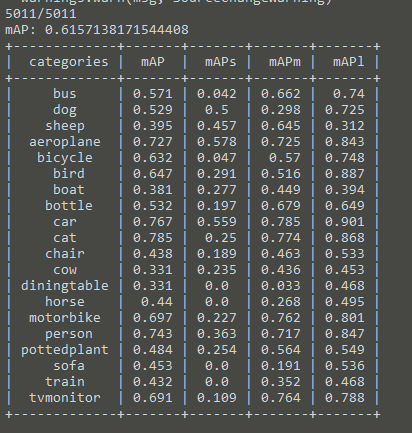 warnings.warn(msg, SourceChangeWarning)
5011/5011
mAP: 0.6157138171544408
+-------------+-------+-------+-------+-------+
| categories | mAP | mAPs | mAPm | mAPl |
+-------------+-------+-------+-------+-------+
| bus | 0.571 | 0.042 | 0.662 | 0.74 |
| dog | 0.529 | 0.5 | 0.298 | 0.725 |
| sheep | 0.395 | 0.457 | 0.645 | 0.312 |
| aeroplane | 0.727 | 0.578 | 0.725 | 0.843 |
| bicycle | 0.632 | 0.047 | 0.57 | 0.748 |
| bird | 0.647 | 0.291 | 0.516 | 0.887 |
| boat | 0.381 | 0.277 | 0.449 | 0.394 |
| bottle | 0.532 | 0.197 | 0.679 | 0.649 |
| car | 0.767 | 0.559 | 0.785 | 0.901 |
| cat | 0.785 | 0.25 | 0.774 | 0.868 |
| chair | 0.438 | 0.189 | 0.463 | 0.533 |
| cow | 0.331 | 0.235 | 0.436 | 0.453 |
| diningtable | 0.331 | 0.0 | 0.033 | 0.468 |
| horse | 0.44 | 0.0 | 0.268 | 0.495 |
| motorbike | 0.697 | 0.227 | 0.762 | 0.801 |
| person | 0.743 | 0.363 | 0.717 | 0.847 |
| pottedplant | 0.484 | 0.254 | 0.564 | 0.549 |
| sofa | 0.453 | 0.0 | 0.191 | 0.536 |
| train | 0.432 | 0.0 | 0.352 | 0.468 |
| tvmonitor | 0.691 | 0.109 | 0.764 | 0.788 |
+-------------+-------+-------+-------+-------+